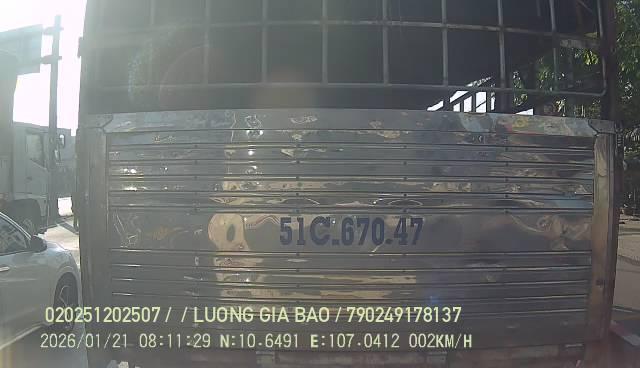 51C-670.47
020251202507 / / LUONG GIA BAO / 790249178137
2026/01/21 08:11:29 N:10.6491 E:107.0412 002KM/H